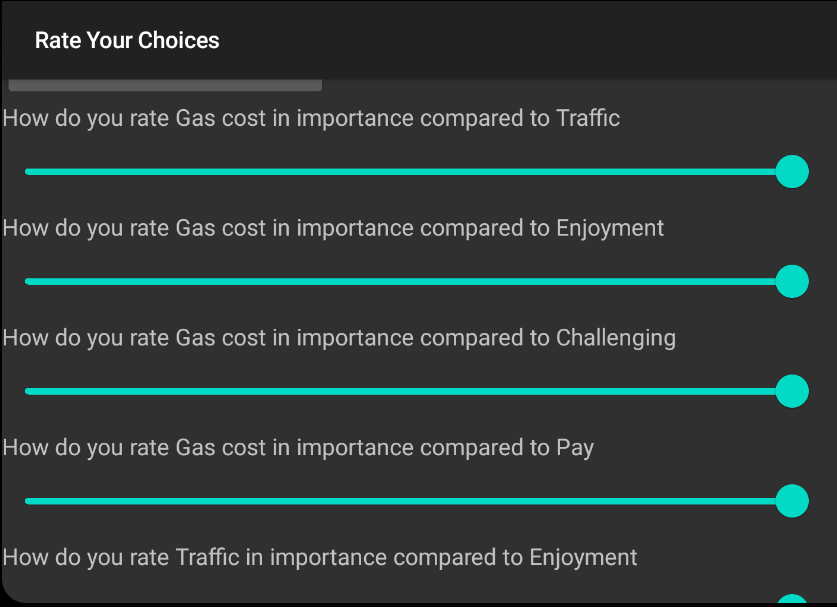 Rate Your Choices
How do you rate Gas cost in importance compared to Traffic
How do you rate Gas cost in importance compared to Enjoyment
How do you rate Gas cost in importance compared to Challenging
How do you rate Gas cost in importance compared to Pay
How do you rate Traffic in importance compared to Enjoyment